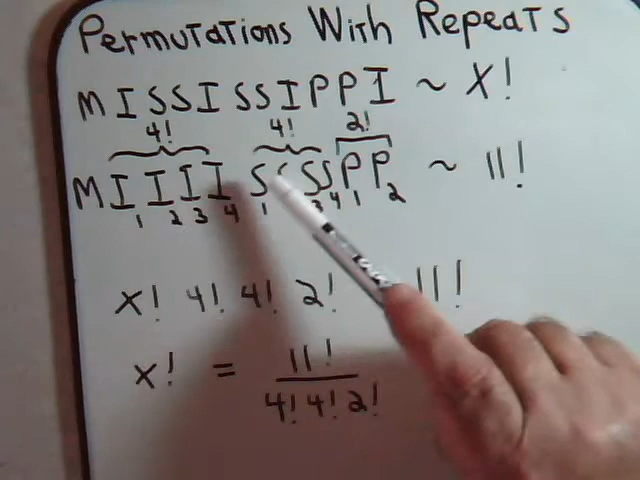 PERMUTATIONS WITH REPEATS
MISSISSIPPI ~ X!
4! 4! 2!
MIIIISSSPP ~ 11!
1 2 3 4 1 3 4 1 2
X! 4! 4! 2! 11!
X! = 11!
4! 4! 2!